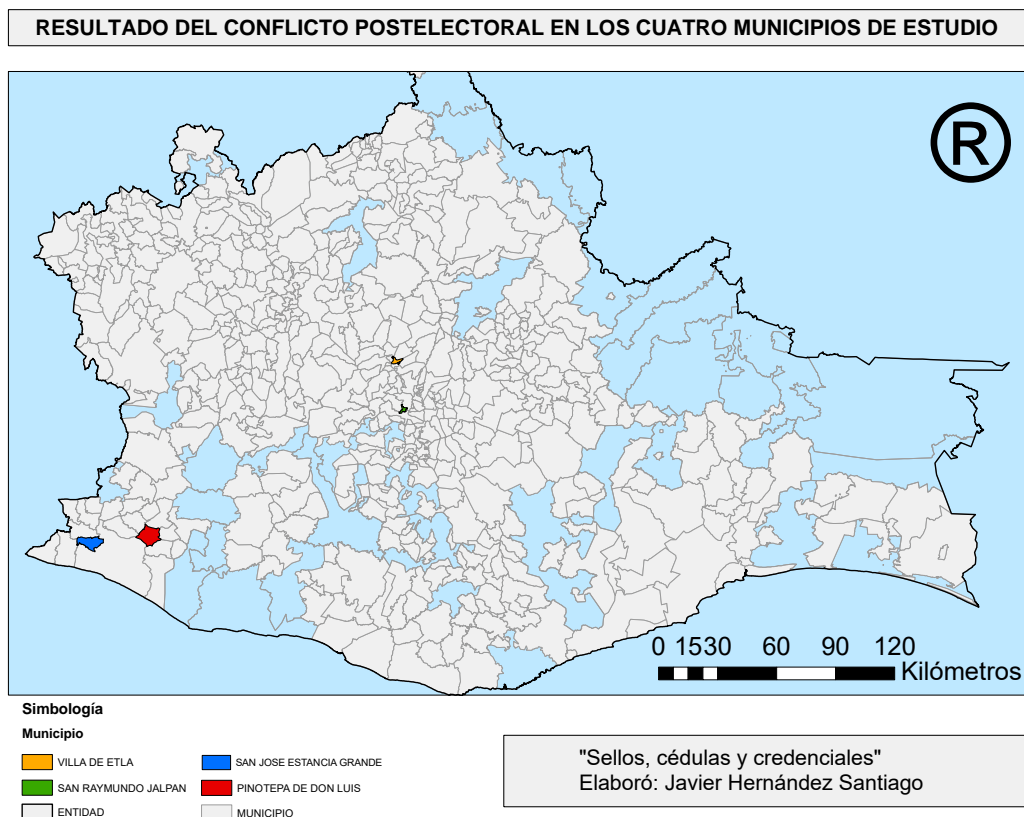 RESULTADO DEL CONFLICTO POSTELECTORAL EN LOS CUATRO MUNICIPIOS DE ESTUDIO
®
0 15 30 60 90 120
Kilómetros
Simbología
Municipio
VILLA DE ETLA
SAN JOSE ESTANCIA GRANDE
SAN RAYMUNDO JALPAN
PINOTEPA DE DON LUIS
ENTIDAD
MUNICIPIO
"Sellos, cédulas y credenciales"
Elaboró: Javier Hernández Santiago